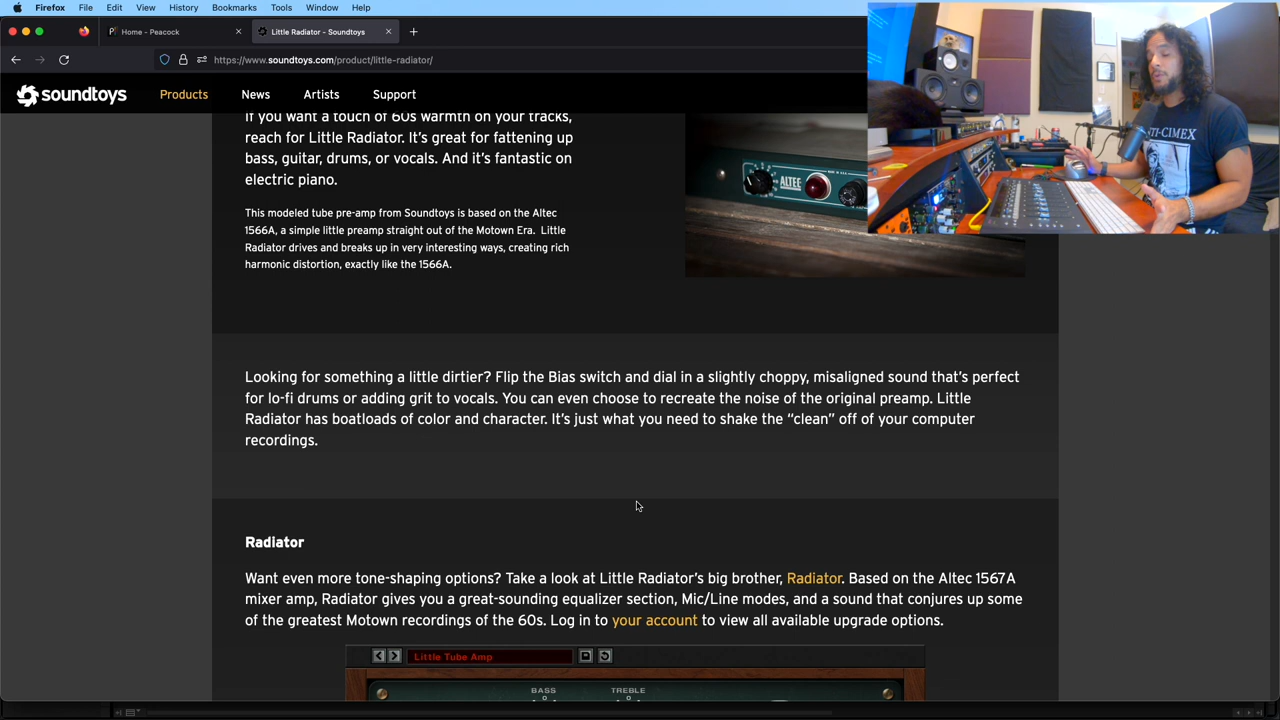 Firefox File Edit View History Bookmarks Tools Window Help
Home - Peacock
Little Radiator - Soundtoys
https://www.soundtoys.com/product/little-radiator/
soundtoys Products News Artists Support
If you want a touch of 60s warmth on your tracks,
reach for Little Radiator. It's great for fattening up
bass, guitar, drums, or vocals. And it's fantastic on
electric piano.
This modeled tube pre-amp from Soundtoys is based on the Altec
1566A, a simple little preamp straight out of the Motown Era. Little
Radiator drives and breaks up in very interesting ways, creating rich
harmonic distortion, exactly like the 1566A.
ALTEC
ANTI-CIMEX
Looking for something a little dirtier? Flip the Bias switch and dial in a slightly choppy, misaligned sound that's perfect
for lo-fi drums or adding grit to vocals. You can even choose to recreate the noise of the original preamp. Little
Radiator has boatloads of color and character. It's just what you need to shake the “clean” off of your computer
recordings.
Radiator
Want even more tone-shaping options? Take a look at Little Radiator's big brother, Radiator. Based on the Altec 1567A
mixer amp, Radiator gives you a great-sounding equalizer section, Mic/Line modes, and a sound that conjures up some
of the greatest Motown recordings of the 60s. Log in to your account to view all available upgrade options.
Little Tube Amp
BASS TREBLE